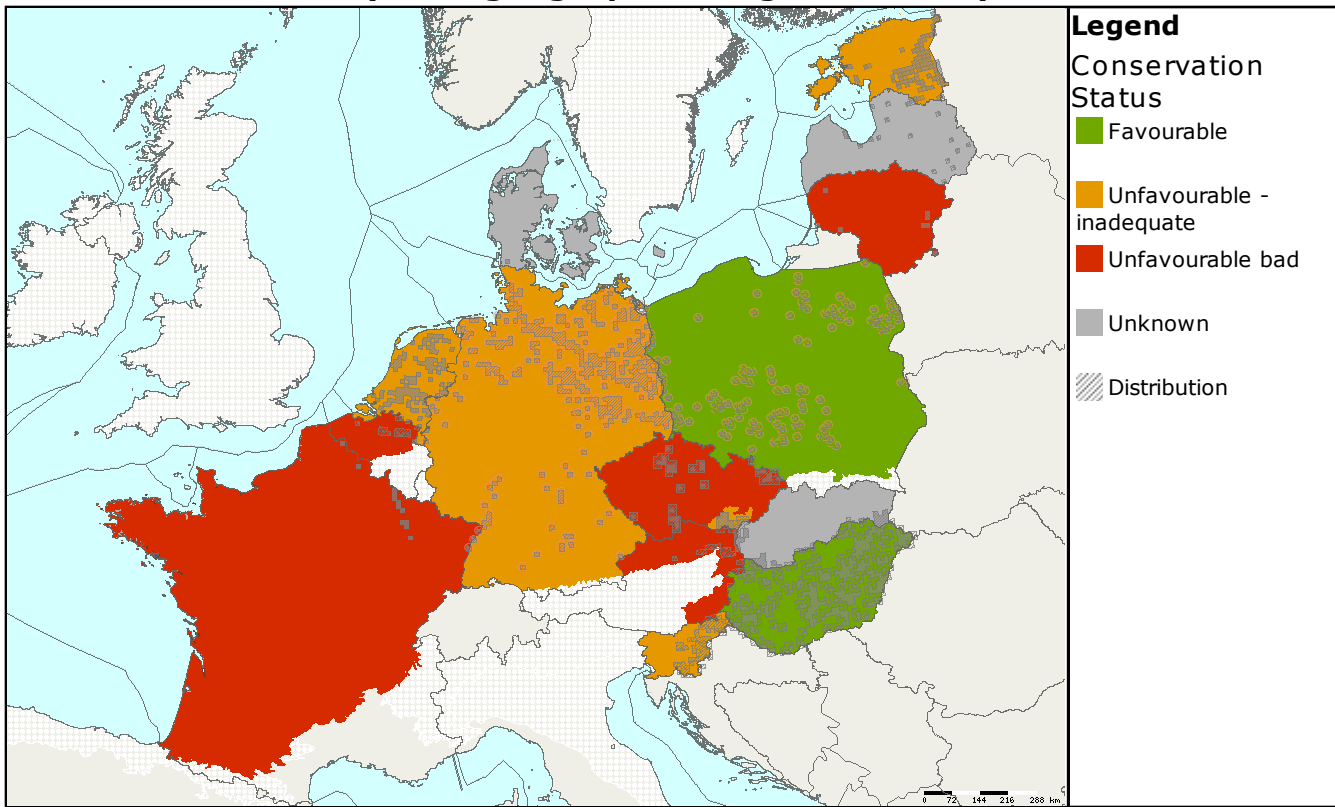 Legend
Conservation
Status
Favourable
Unfavourable -
inadequate
Unfavourable bad
Unknown
Distribution
0 72 144 216 288 km